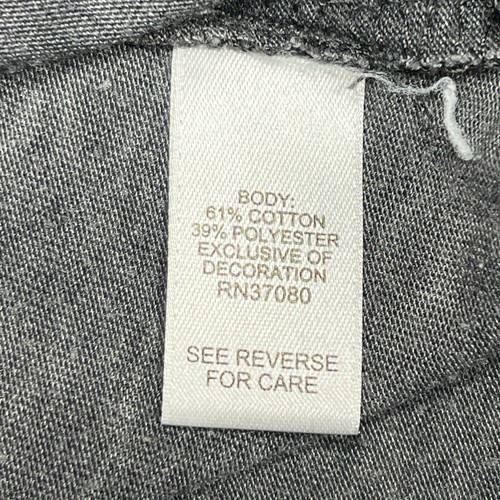 BODY:
61% COTTON
39% POLYESTER
EXCLUSIVE OF
DECORATION
RN37080
SEE REVERSE
FOR CARE